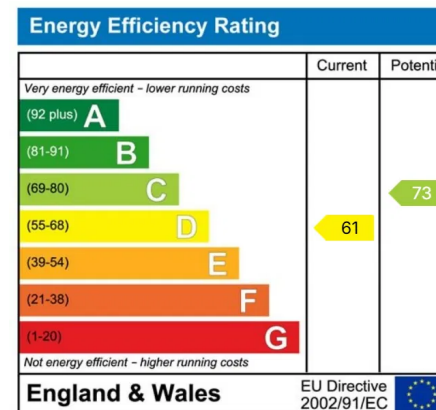 Energy Efficiency Rating
Current Potenti
Very energy efficient – lower running costs
(92 plus) A
(81-91) B
(69-80) C
73
(55-68) D
61
(39-54) E
(21-38) F
(1-20) G
Not energy efficient – higher running costs
England & Wales
EU Directive
2002/91/EC